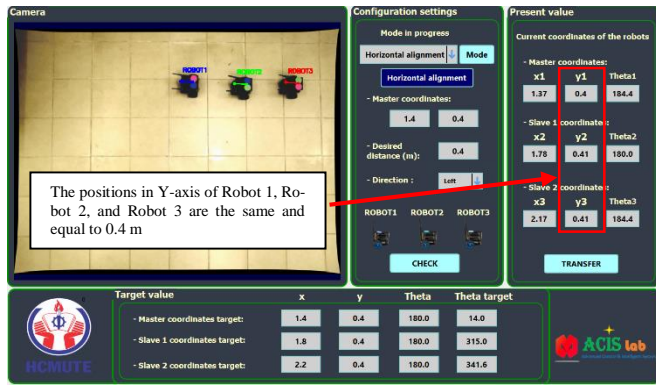 Camera
ROBOT1
ROBOT2
ROBOT3
The positions in Y-axis of Robot 1, Ro-
bot 2, and Robot 3 are the same and
equal to 0.4 m
Configuration settings
Mode in progress
Horizontal alignment Mode
Horizontal alignment
- Master coordinates:
1.4 0.4
- Desired
distance (m): 0.4
- Direction : Left
ROBOT1 ROBOT2 ROBOT3
CHECK
Present value
Current coordinates of the robots
- Master coordinates:
x1 y1 Theta1
1.37 0.4 184.4
- Slave 1 coordinates:
x2 y2 Theta2
1.78 0.41 180.0
- Slave 2 coordinates:
x3 y3 Theta3
2.17 0.41 184.4
TRANSFER
HCMUTE
Target value x y Theta Theta target
- Master coordinates target: 1.4 0.4 180.0 14.0
- Slave 1 coordinates target: 1.8 0.4 180.0 315.0
- Slave 2 coordinates target: 2.2 0.4 180.0 341.6
ACIS lab